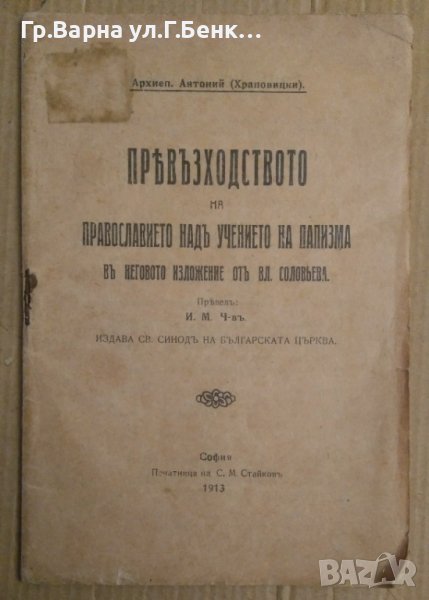 Гр.Варна ул.Г.Бенк...
Архиеп. Антоний (Храповицки).
ПРѢВЪЗХОДСТВОТО
НА
ПРАВОСЛАВИЕТО НАДЪ УЧЕНИЕТО НА ПАПИЗМА
ВЪ НЕГОВОТО ИЗЛОЖЕНИЕ ОТЪ ВЛ. СОЛОВЬЕВА.
Прѣвелъ:
И. М. Ч-въ.
ИЗДАВА СВ. СИНОДЪ НА БЪЛГАРСКАТА ЦЪРКВА.
София
Печатница на С. М. Стайковъ
1913
BAZAR